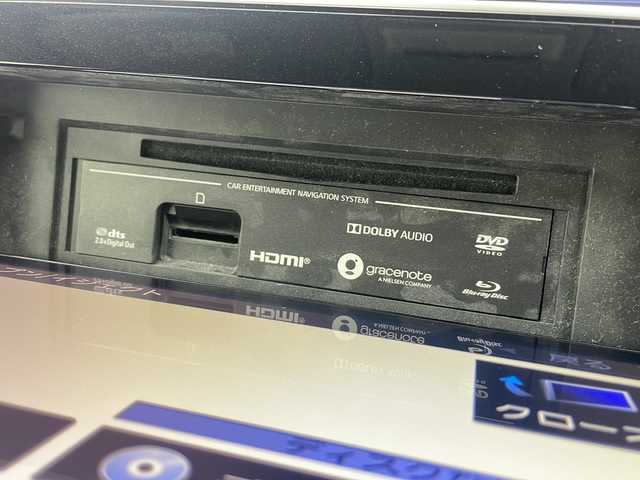 CAR ENTERTAINMENT NAVIGATION SYSTEM
dts
2.0+Digital Out
HDMI®
DOLBY AUDIO
gracenote
A NIELSEN COMPANY
DVD
VIDEO
Blu-ray Disc
クローズ